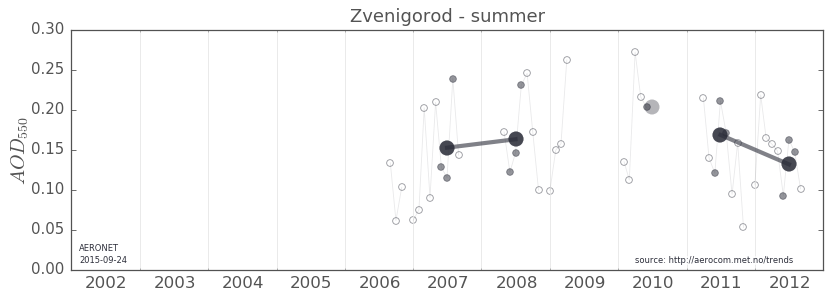 Zvenigorod - summer
0.30
0.25
0.20
0.15
0.10
0.05
0.00
AOD550
AERONET
2015-09-24
source: http://aerocom.met.no/trends
2002 2003 2004 2005 2006 2007 2008 2009 2010 2011 2012